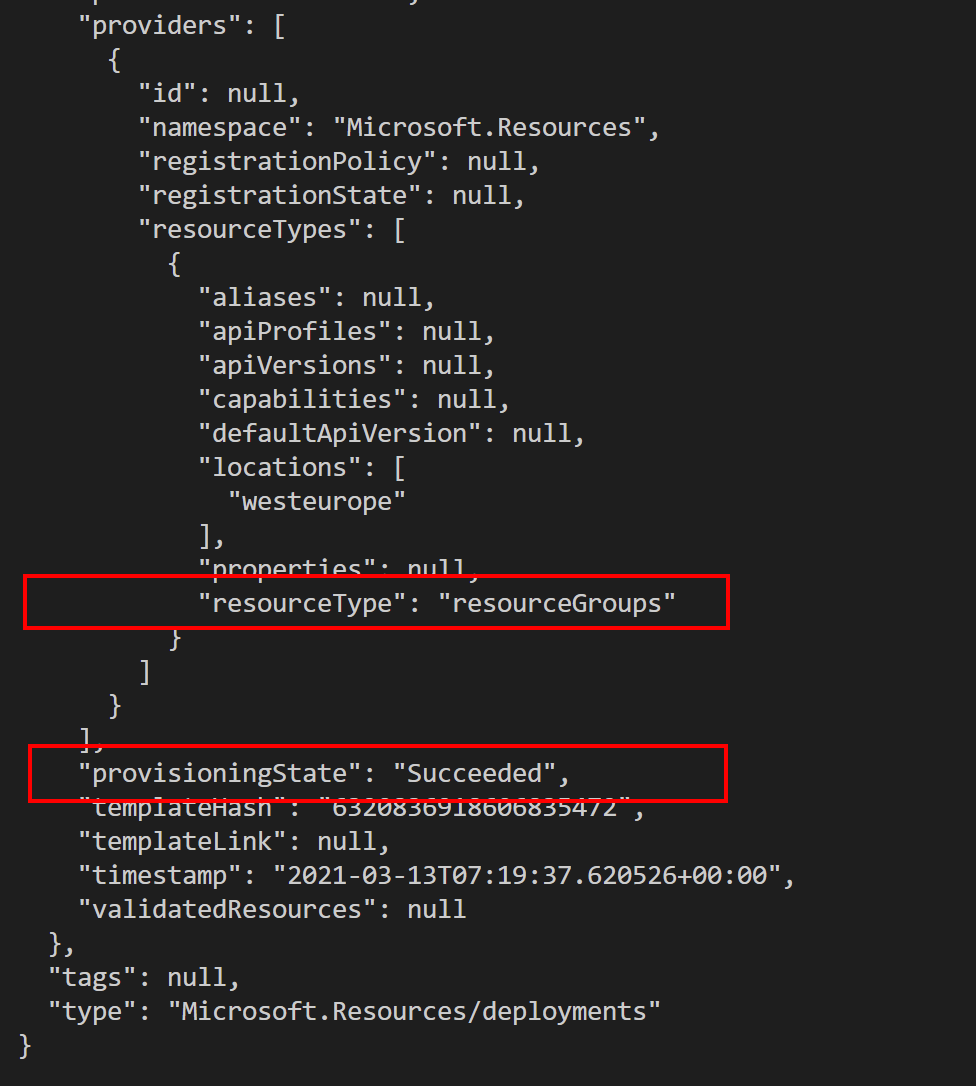 "providers": [
{
"id": null,
"namespace": "Microsoft.Resources",
"registrationPolicy": null,
"registrationState": null,
"resourceTypes": [
{
"aliases": null,
"apiProfiles": null,
"apiVersions": null,
"capabilities": null,
"defaultApiVersion": null,
"locations": [
"westeurope"
],
"properties": null,
"resourceType": "resourceGroups"
}
]
}
],
"provisioningState": "Succeeded",
"templateHash": "6320836918606835472",
"templateLink": null,
"timestamp": "2021-03-13T07:19:37.620526+00:00",
"validatedResources": null
},
"tags": null,
"type": "Microsoft.Resources/deployments"
}